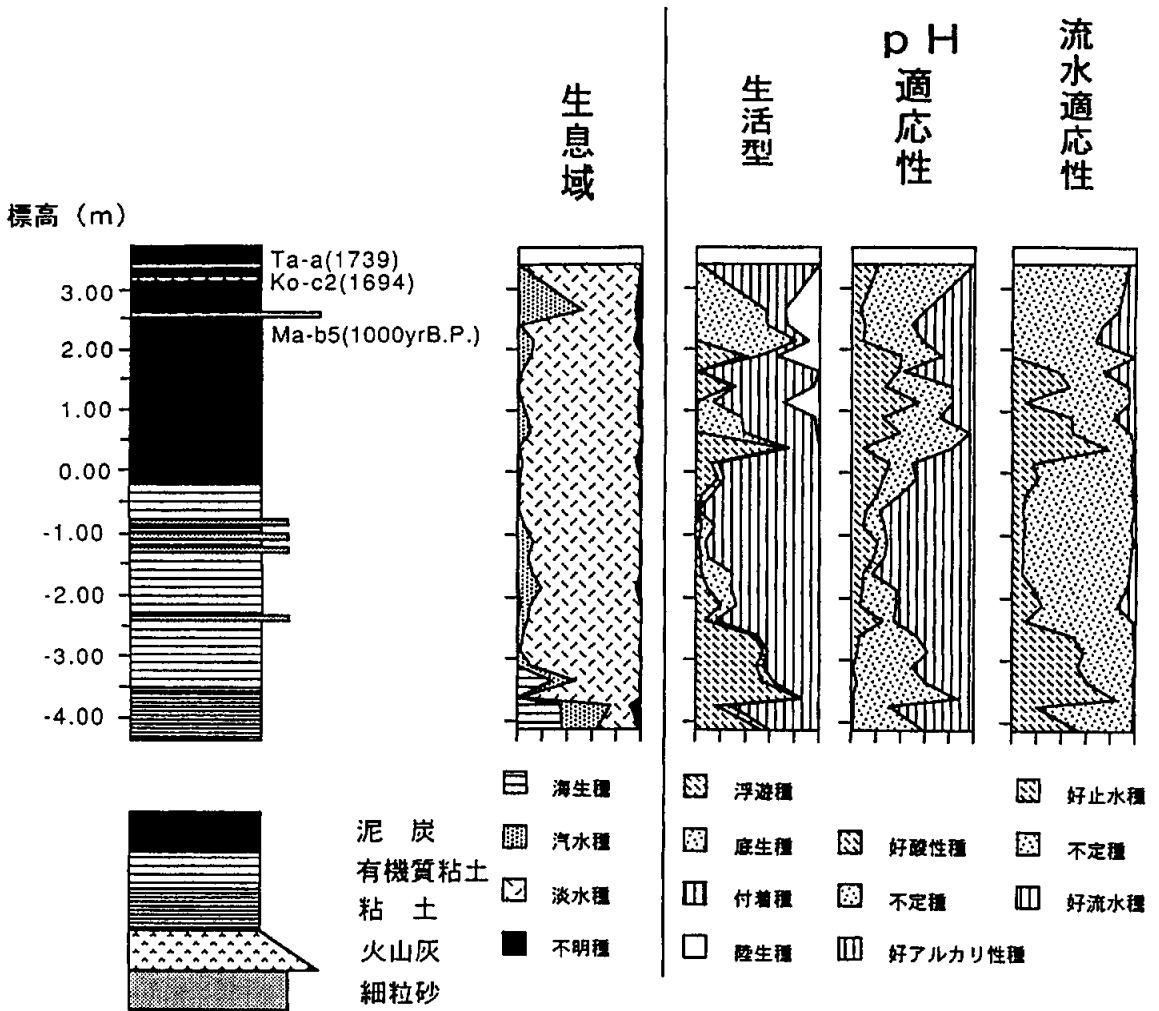 生息域
生活型
pH
適応性
流水適応性
標高（m）
Ta-a(1739)
Ko-c2(1694)
Ma-b5(1000yrB.P.)
3.00
2.00
1.00
0.00
-1.00
-2.00
-3.00
-4.00
泥 炭
有機質粘土
粘 土
火山灰
細粒砂
海生種
汽水種
淡水種
不明種
浮遊種
底生種
付着種
陸生種
好酸性種
不定種
好アルカリ性種
好止水種
不定種
好流水種